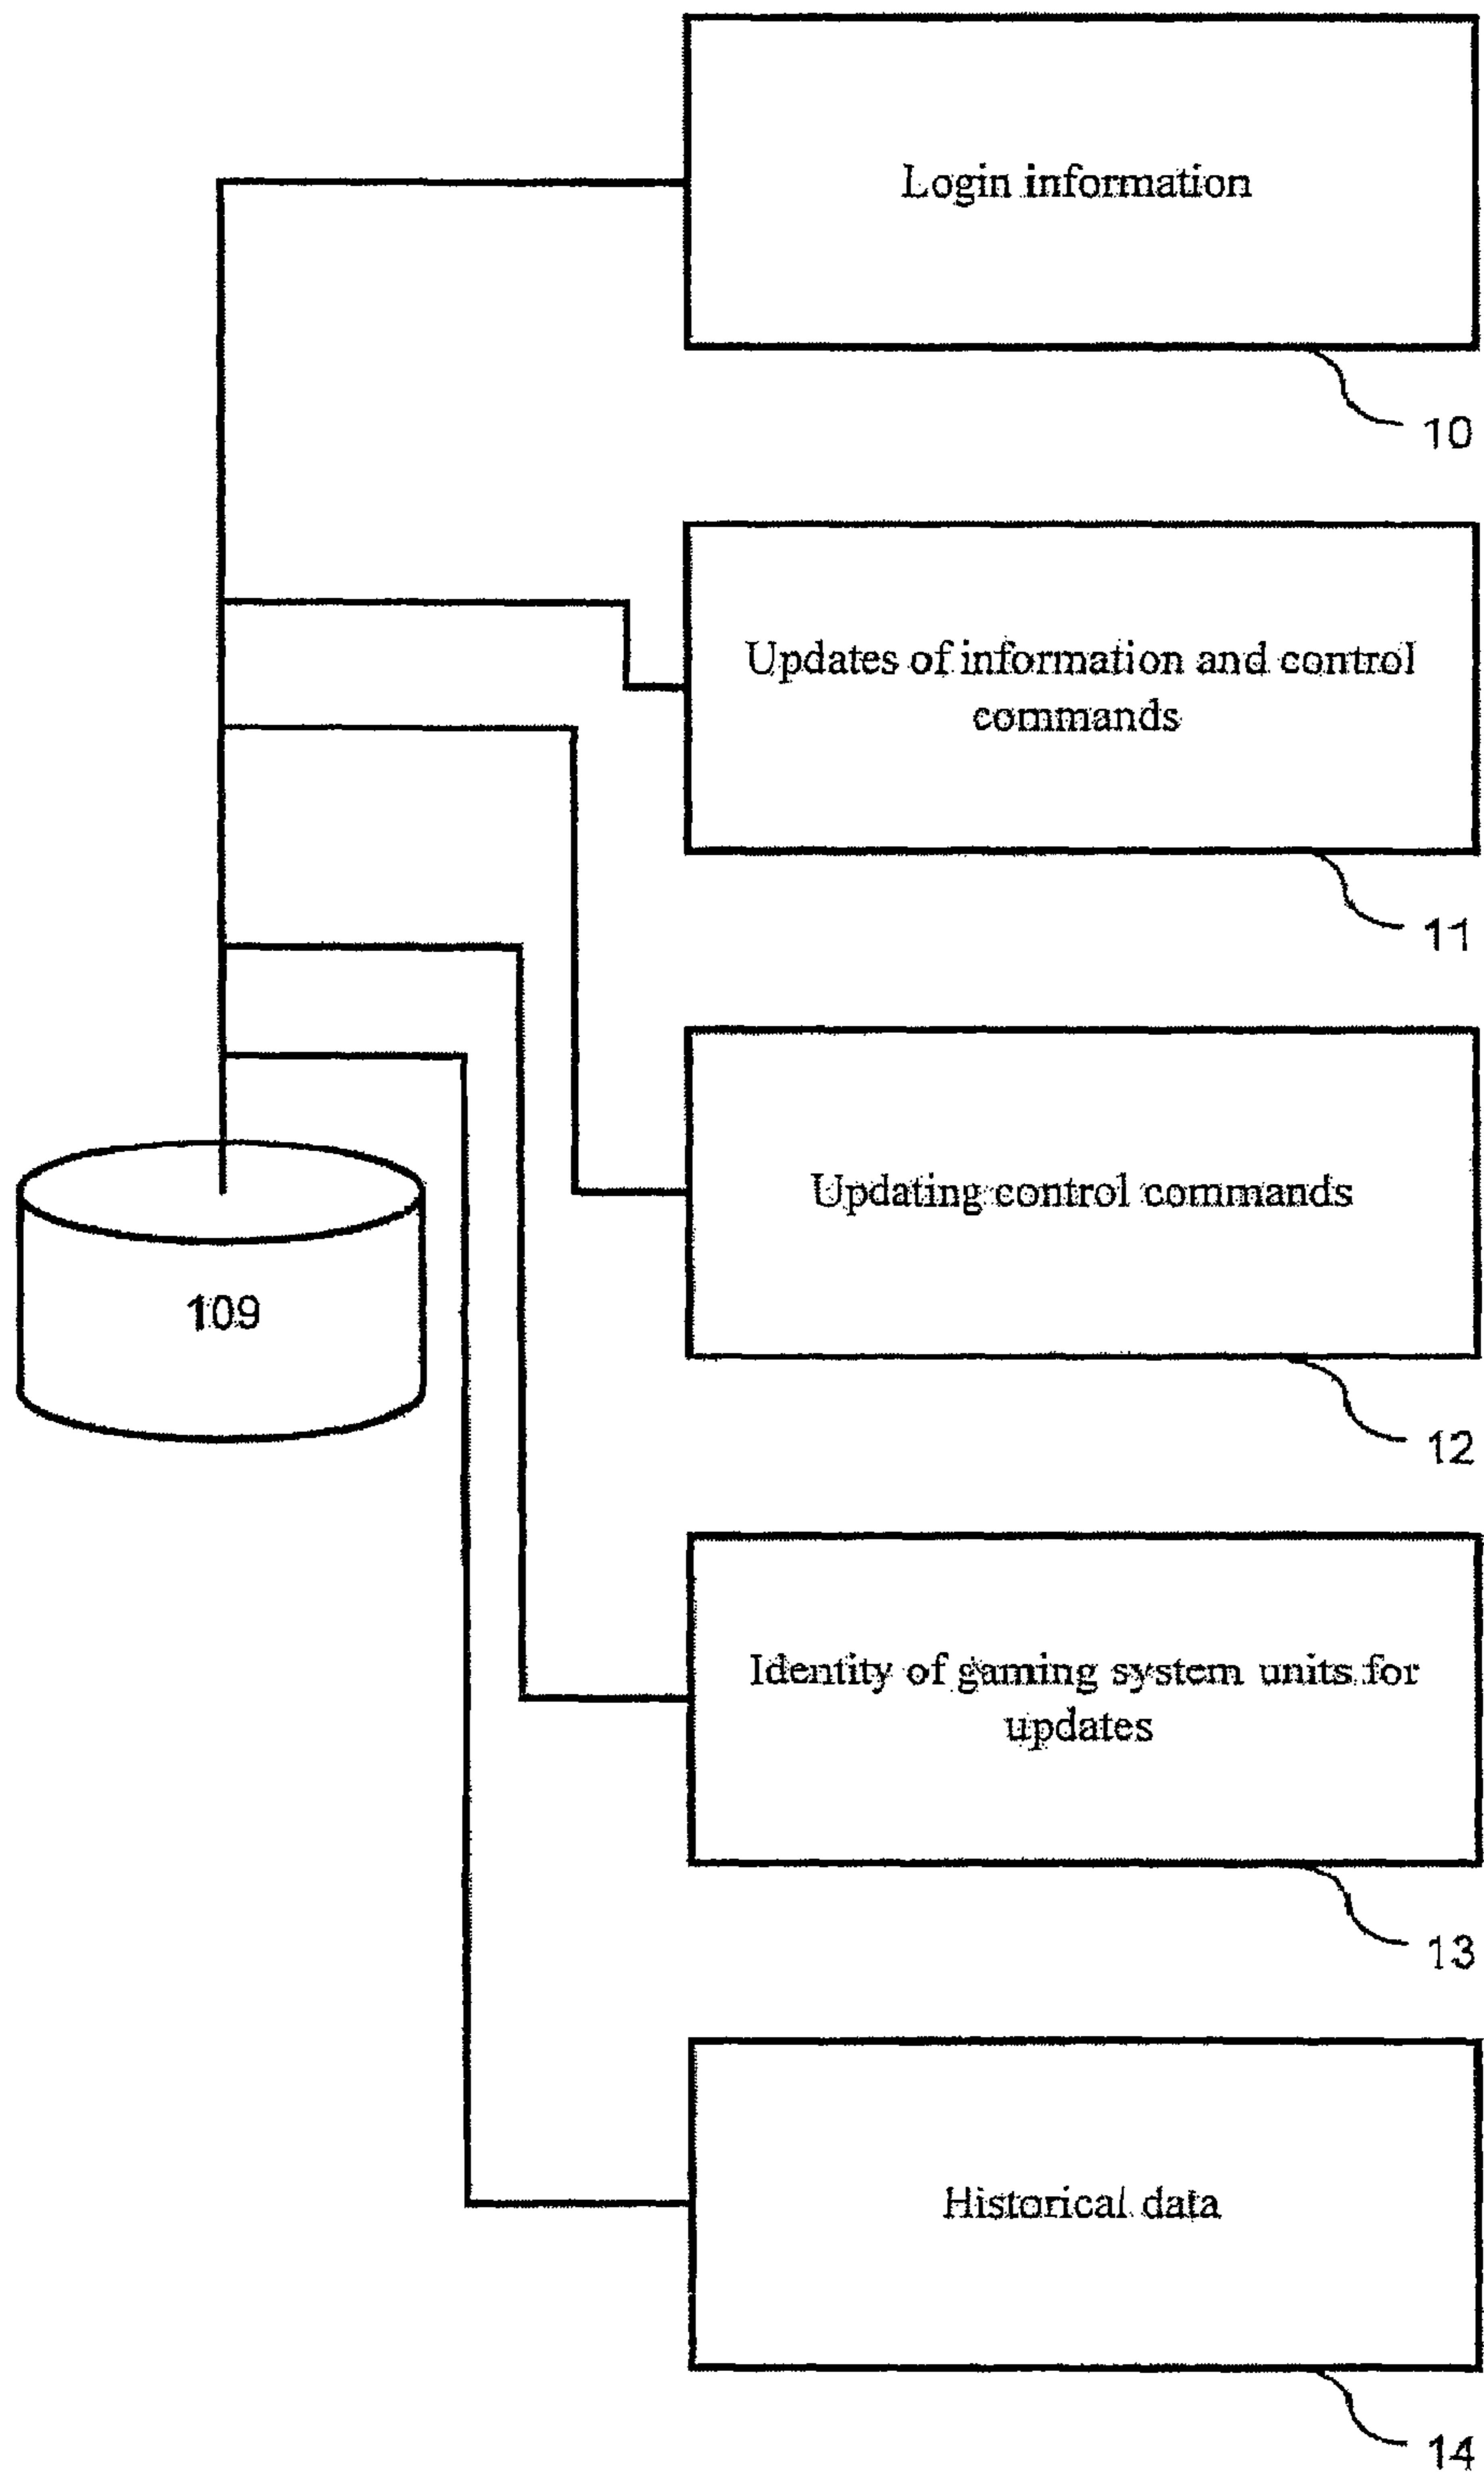 Login information
10
Updates of information and control
commands
11
Updating control commands
109
12
Identity of gaming system units for
updates
13
Historical data
14